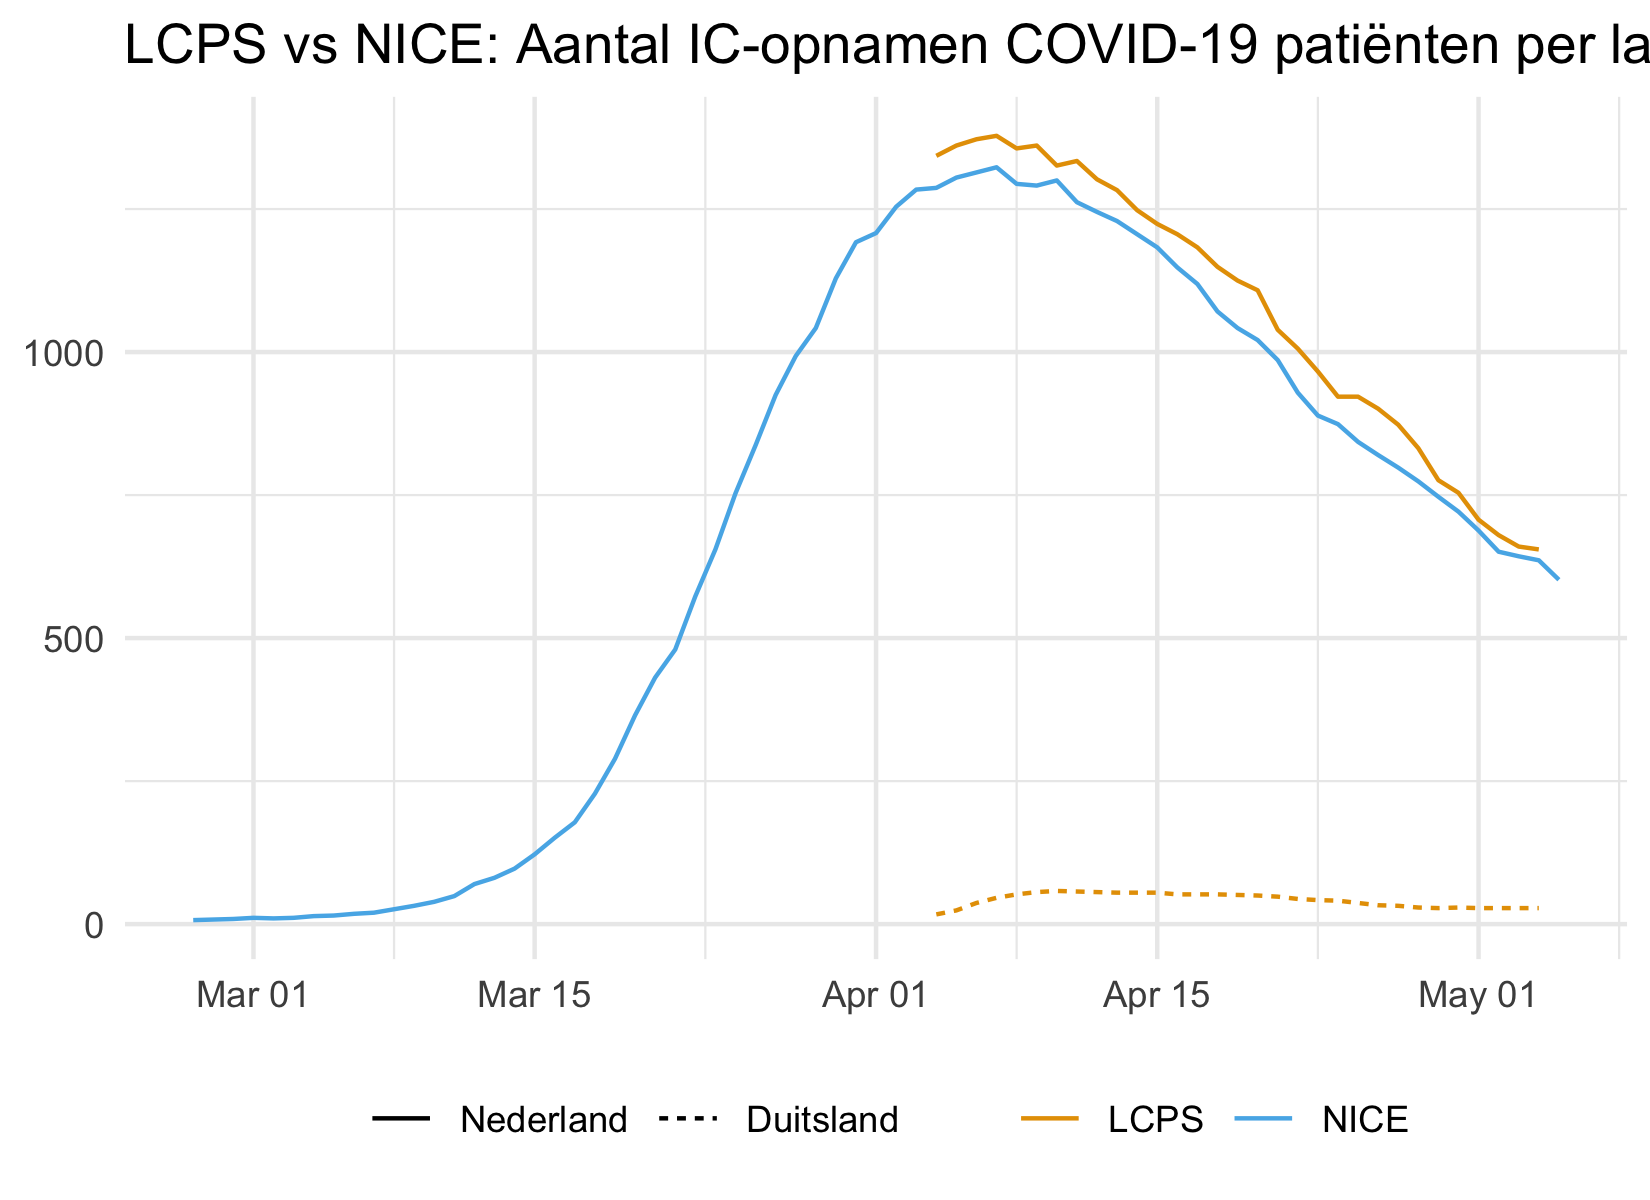 LCPS vs NICE: Aantal IC-opnamen COVID-19 patiënten per la
1000
500
0
Mar 01 Mar 15 Apr 01 Apr 15 May 01
Nederland Duitsland LCPS NICE